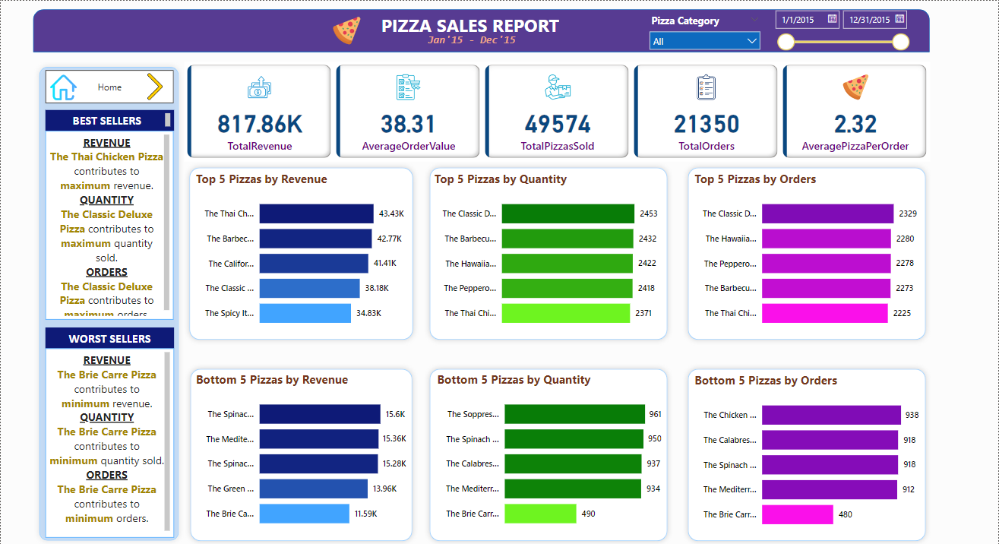 PIZZA SALES REPORT
Jan'15 - Dec'15
Pizza Category
All
1/1/2015
12/31/2015
Home
BEST SELLERS
REVENUE
The Thai Chicken Pizza
contributes to
maximum revenue.
QUANTITY
The Classic Deluxe
Pizza contributes to
maximum quantity
sold.
ORDERS
The Classic Deluxe
Pizza contributes to
maximum orders
WORST SELLERS
REVENUE
The Brie Carre Pizza
contributes to
minimum revenue.
QUANTITY
The Brie Carre Pizza
contributes to
minimum quantity sold.
ORDERS
The Brie Carre Pizza
contributes to
minimum orders.
817.86K
TotalRevenue
38.31
AverageOrderValue
49574
TotalPizzasSold
21350
TotalOrders
2.32
AveragePizzaPerOrder
Top 5 Pizzas by Revenue
The Thai Ch... 43.43K
The Barbec... 42.77K
The Califor... 41.41K
The Classic ... 38.18K
The Spicy It... 34.83K
Top 5 Pizzas by Quantity
The Classic D... 2453
The Barbecu... 2432
The Hawaiia... 2422
The Peppero... 2418
The Thai Chi... 2371
Top 5 Pizzas by Orders
The Classic D... 2329
The Hawaiia... 2280
The Peppero... 2278
The Barbecu... 2273
The Thai Chi... 2225
Bottom 5 Pizzas by Revenue
The Spinac... 15.6K
The Medite... 15.36K
The Spinac... 15.28K
The Green ... 13.96K
The Brie Ca... 11.59K
Bottom 5 Pizzas by Quantity
The Soppres... 961
The Spinach ... 950
The Calabres... 937
The Mediterr... 934
The Brie Carr... 490
Bottom 5 Pizzas by Orders
The Chicken ... 938
The Calabres... 918
The Spinach ... 918
The Mediterr... 912
The Brie Carr... 480